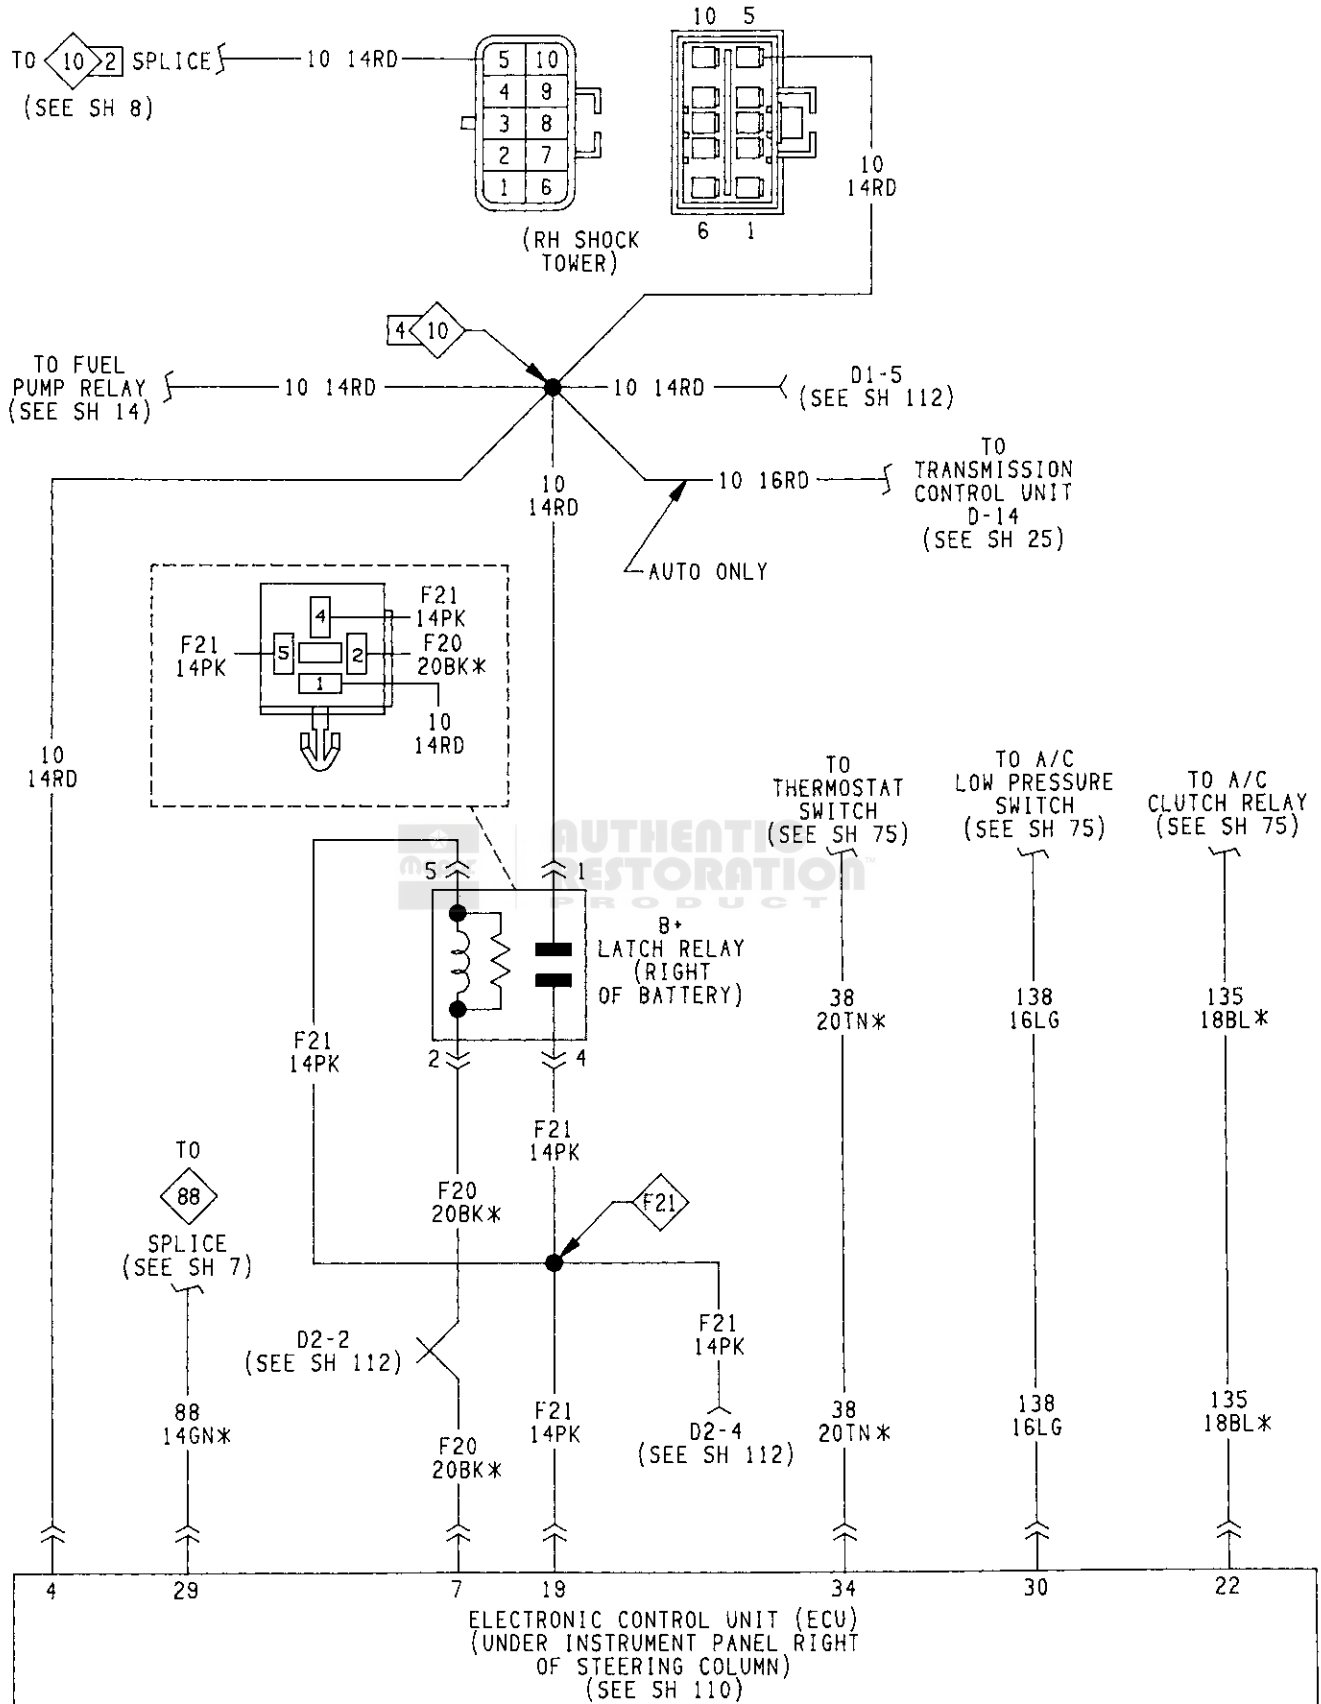 10 5
TO 10 2 SPLICE
10 14RD
(SEE SH 8)
5 10
4 9
3 8
2 7
1 6
6 1
(RH SHOCK
TOWER)
10
14RD
4 10
TO FUEL
PUMP RELAY
(SEE SH 14)
10 14RD
10 14RD
D1-5
(SEE SH 112)
10
14RD
10 16RD
TO
TRANSMISSION
CONTROL UNIT
D-14
(SEE SH 25)
AUTO ONLY
F21
14PK
4
F21
14PK
5
2
F20
20BK*
1
10
14RD
10
14RD
TO
THERMOSTAT
SWITCH
(SEE SH 75)
TO A/C
LOW PRESSURE
SWITCH
(SEE SH 75)
TO A/C
CLUTCH RELAY
(SEE SH 75)
AUTHENTIC
RESTORATION™
PRODUCT
5 1
B+
LATCH RELAY
(RIGHT
OF BATTERY)
38
20TN*
138
16LG
135
18BL*
F21
14PK
2 4
F21
14PK
TO
88
SPLICE
(SEE SH 7)
F20
20BK*
F21
D2-2
(SEE SH 112)
F21
14PK
88
14GN*
F20
20BK*
F21
14PK
D2-4
(SEE SH 112)
38
20TN*
138
16LG
135
18BL*
4 29 7 19 34 30 22
ELECTRONIC CONTROL UNIT (ECU)
(UNDER INSTRUMENT PANEL RIGHT
OF STEERING COLUMN)
(SEE SH 110)